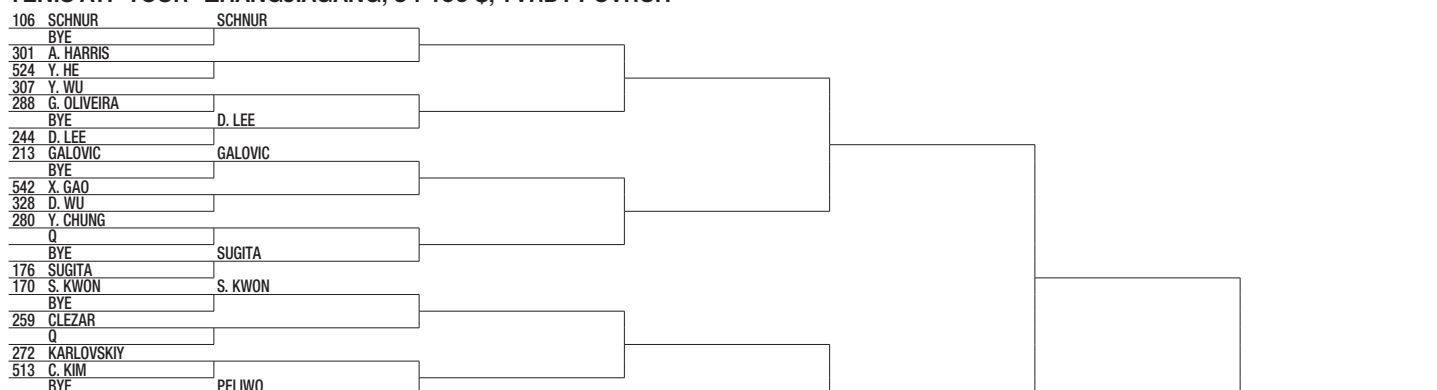 106 SCHNUR SCHNUR
BYE
301 A. HARRIS
524 Y. HE
307 Y. WU
288 G. OLIVEIRA
BYE D. LEE
244 D. LEE
213 GALOVIC GALOVIC
BYE
542 X. GAO
328 D. WU
280 Y. CHUNG
Q
BYE SUGITA
176 SUGITA
170 S. KWON S. KWON
BYE
259 CLEZAR
Q
272 KARLOVSKIY
513 C. KIM
BYE PELIWO